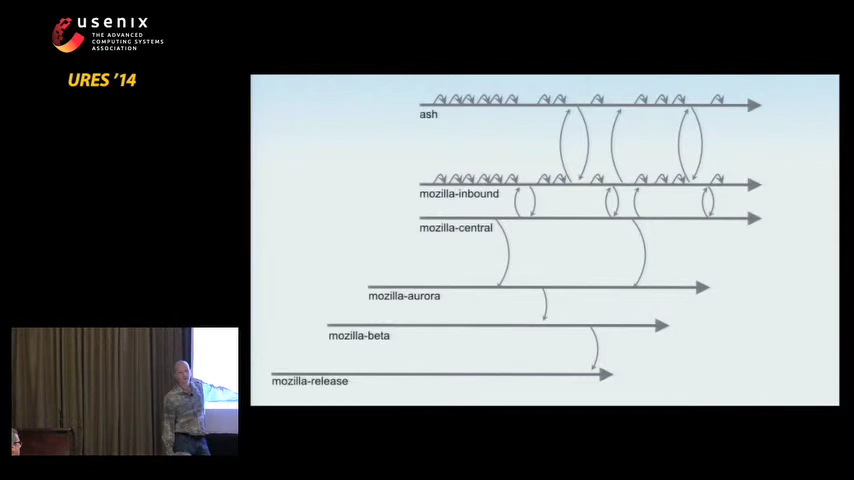 usenix
THE ADVANCED
COMPUTING SYSTEMS
ASSOCIATION
URES '14
ash
mozilla-inbound
mozilla-central
mozilla-aurora
mozilla-beta
mozilla-release